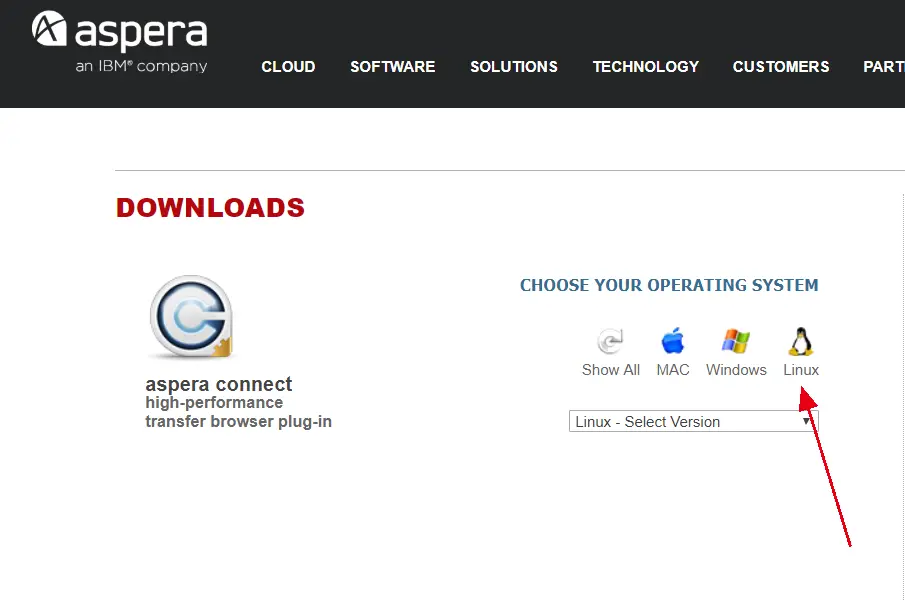 aspera
an IBM® company
CLOUD SOFTWARE SOLUTIONS TECHNOLOGY CUSTOMERS PART
DOWNLOADS
CHOOSE YOUR OPERATING SYSTEM
Show All MAC Windows Linux
aspera connect
high-performance
transfer browser plug-in
Linux - Select Version